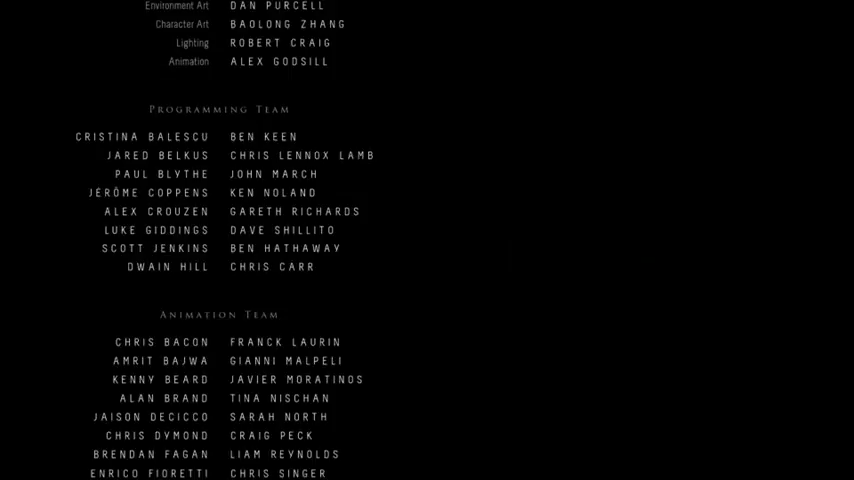 Environment Art DAN PURCELL
Character Art BAOLONG ZHANG
Lighting ROBERT CRAIG
Animation ALEX GODSILL
PROGRAMMING TEAM
CRISTINA BALESCU BEN KEEN
JARED BELKUS CHRIS LENNOX LAMB
PAUL BLYTHE JOHN MARCH
JÉRÔME COPPENS KEN NOLAND
ALEX CROUZEN GARETH RICHARDS
LUKE GIDDINGS DAVE SHILLITO
SCOTT JENKINS BEN HATHAWAY
DWAIN HILL CHRIS CARR
ANIMATION TEAM
CHRIS BACON FRANCK LAURIN
AMRIT BAJWA GIANNI MALPELI
KENNY BEARD JAVIER MORATINOS
ALAN BRAND TINA NISCHAN
JAISON DECICCO SARAH NORTH
CHRIS DYMOND CRAIG PECK
BRENDAN FAGAN LIAM REYNOLDS
ENRICO FIORETTI CHRIS SINGER